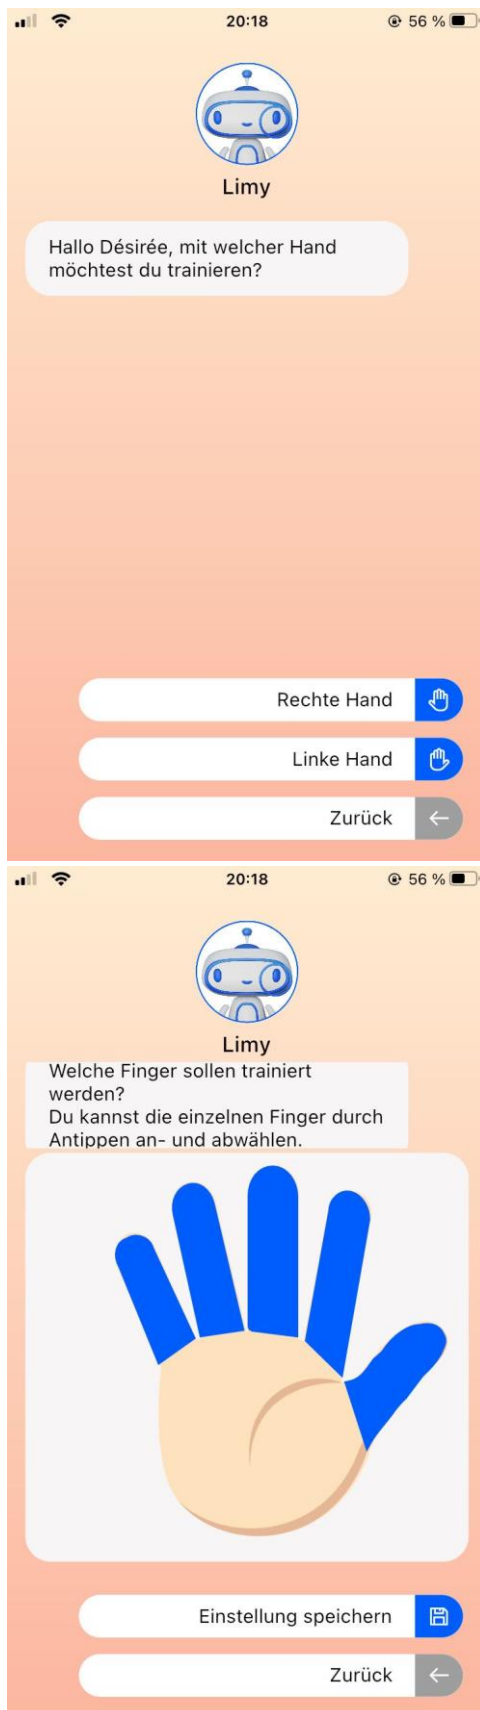 20:18
56 %
Limy
Hallo Désirée, mit welcher Hand
möchtest du trainieren?
Rechte Hand
Linke Hand
Zurück
20:18
56 %
Limy
Welche Finger sollen trainiert
werden?
Du kannst die einzelnen Finger durch
Antippen an- und abwählen.
Einstellung speichern
Zurück